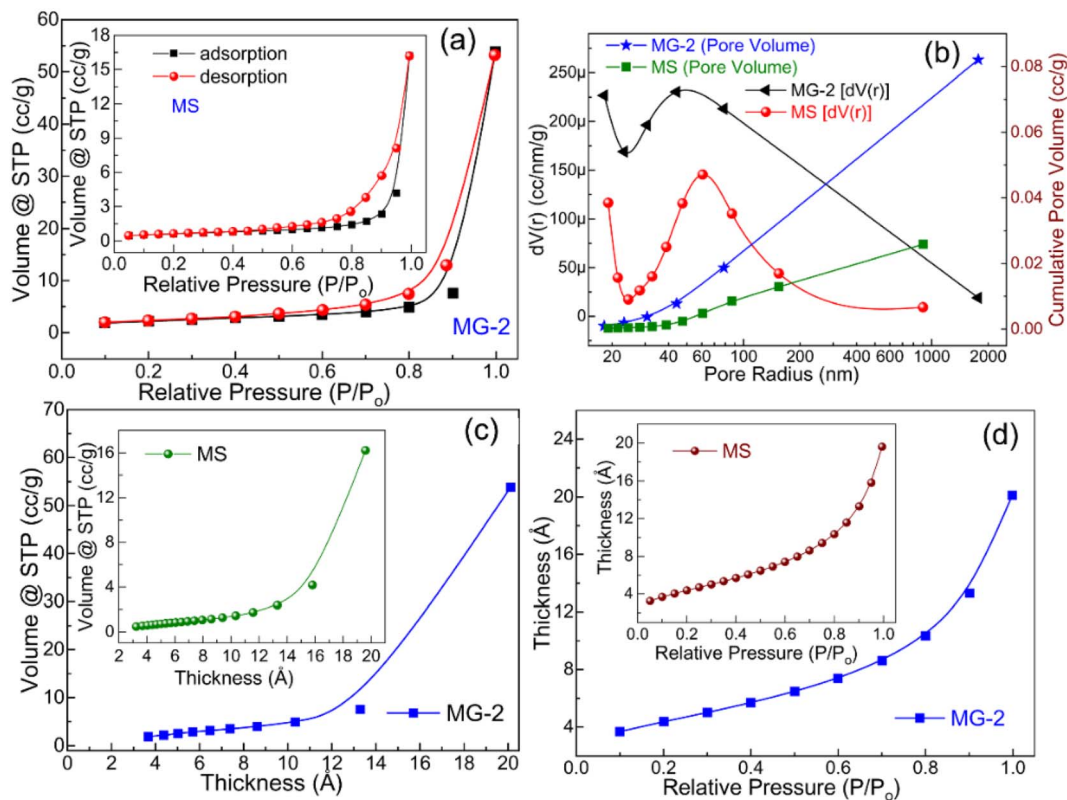 (a)
Volume @ STP (cc/g)
60
50
40
30
20
10
0
0.0 0.2 0.4 0.6 0.8 1.0
Relative Pressure (P/Po)
MG-2
adsorption
desorption
MS
Volume @ STP (cc/g)
18
15
12
9
6
3
0
0.0 0.2 0.4 0.6 0.8 1.0
Relative Pressure (P/Po)
(b)
MG-2 (Pore Volume)
MS (Pore Volume)
MG-2 [dV(r)]
MS [dV(r)]
dV(r) (cc/nm/g)
250µ
200µ
150µ
100µ
50µ
0
20 40 60 80 100 200 400 600 1000 2000
Pore Radius (nm)
Cumulative Pore Volume (cc/g)
0.08
0.06
0.04
0.02
0.00
(c)
Volume @ STP (cc/g)
70
60
50
40
30
20
10
0
0 2 4 6 8 10 12 14 16 18 20
Thickness (Å)
MG-2
MS
Volume @ STP (cc/g)
16
12
8
4
0
2 4 6 8 10 12 14 16 18 20
Thickness (Å)
(d)
Thickness (Å)
24
20
16
12
8
4
0.0 0.2 0.4 0.6 0.8 1.0
Relative Pressure (P/Po)
MG-2
MS
Thickness (Å)
20
16
12
8
4
0.0 0.2 0.4 0.6 0.8 1.0
Relative Pressure (P/Po)